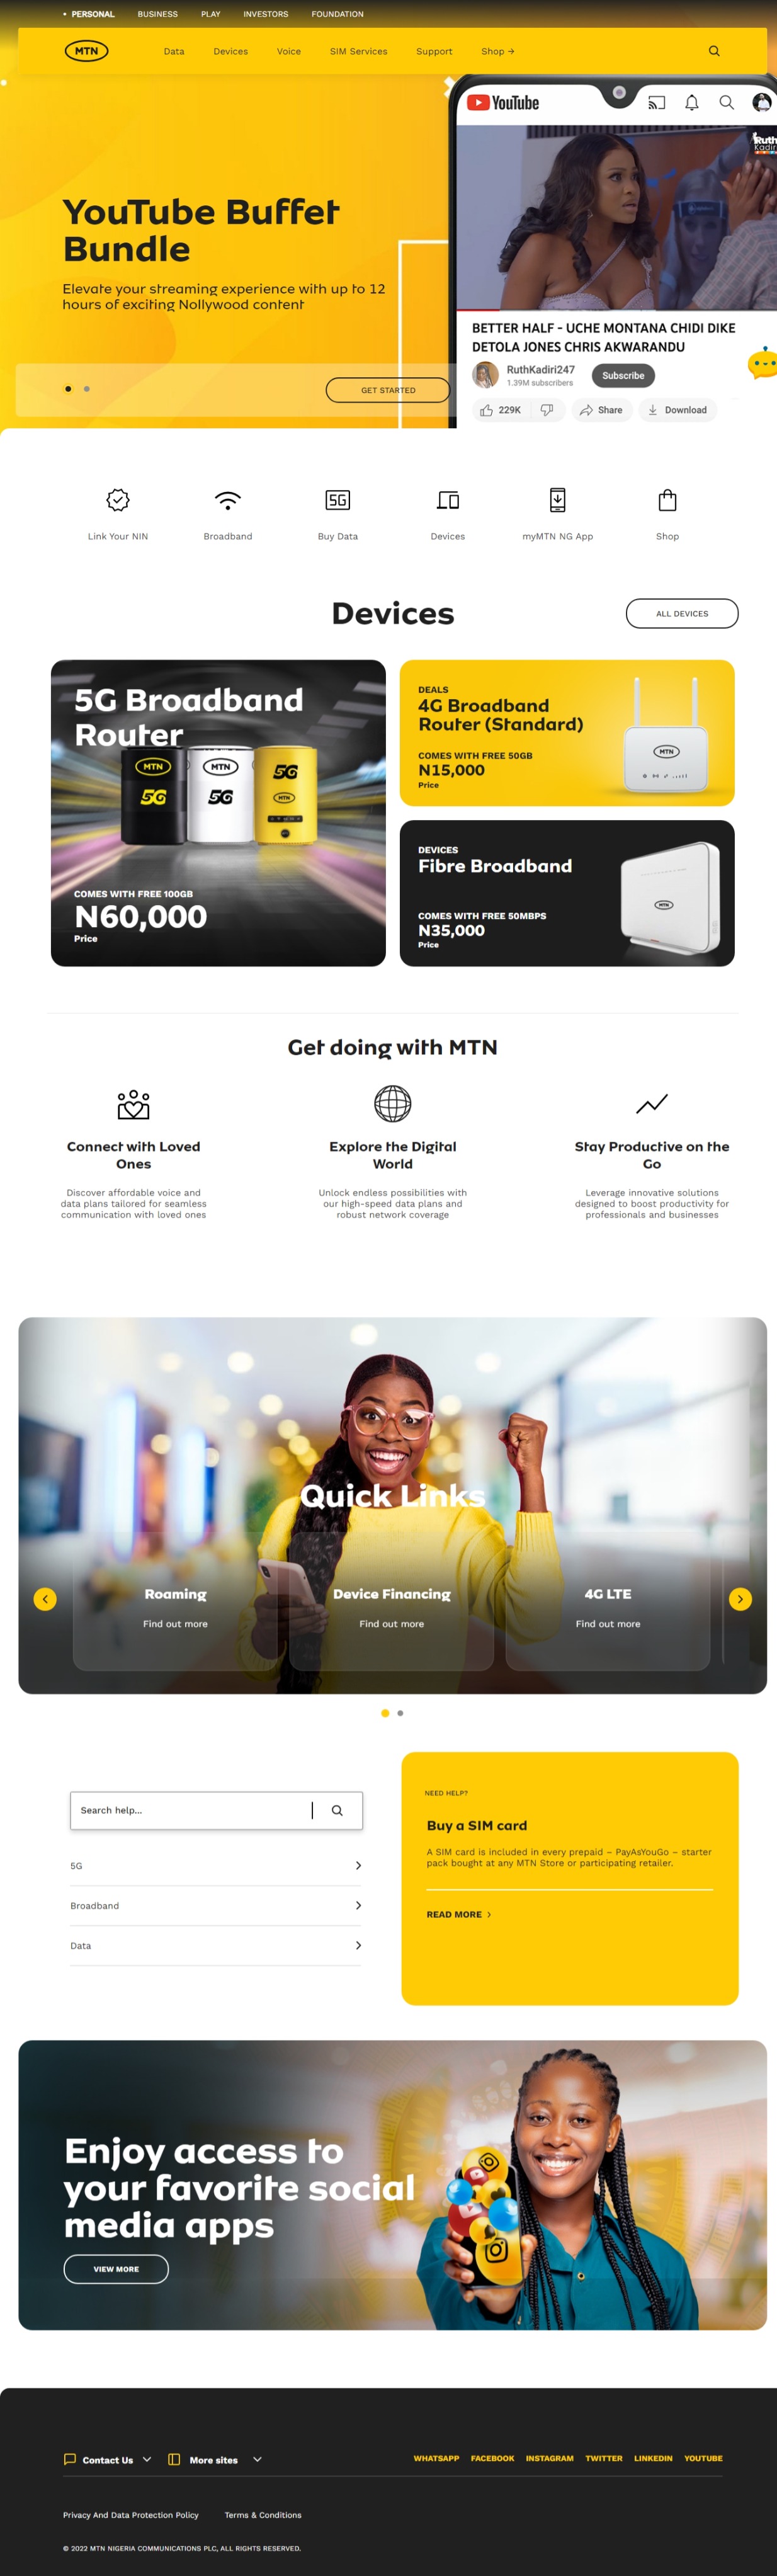 PERSONAL BUSINESS PLAY INVESTORS FOUNDATION
MTN Data Devices Voice SIM Services Support Shop →
YouTube
Ruth
Kadiri
YouTube Buffet
Bundle
Elevate your streaming experience with up to 12
hours of exciting Nollywood content
GET STARTED
BETTER HALF - UCHE MONTANA CHIDI DIKE
DETOLA JONES CHRIS AKWARANDU
RuthKadiri247
1.39M subscribers
Subscribe
229K Share Download
5G
Link Your NIN Broadband Buy Data Devices myMTN NG App Shop
Devices
ALL DEVICES
5G Broadband
Router
MTN MTN 5G
5G 5G MTN
COMES WITH FREE 100GB
N60,000
Price
DEALS
4G Broadband
Router (Standard)
COMES WITH FREE 50GB
N15,000
Price
MTN
DEVICES
Fibre Broadband
COMES WITH FREE 50MBPS
N35,000
Price
MTN
Get doing with MTN
Connect with Loved
Ones
Discover affordable voice and
data plans tailored for seamless
communication with loved ones
Explore the Digital
World
Unlock endless possibilities with
our high-speed data plans and
robust network coverage
Stay Productive on the
Go
Leverage innovative solutions
designed to boost productivity for
professionals and businesses
Quick Links
Roaming
Find out more
Device Financing
Find out more
4G LTE
Find out more
Search help...
5G
Broadband
Data
NEED HELP?
Buy a SIM card
A SIM card is included in every prepaid – PayAsYouGo – starter
pack bought at any MTN Store or participating retailer.
READ MORE
Enjoy access to
your favorite social
media apps
VIEW MORE
Contact Us More sites
WHATSAPP FACEBOOK INSTAGRAM TWITTER LINKEDIN YOUTUBE
Privacy And Data Protection Policy Terms & Conditions
© 2022 MTN NIGERIA COMMUNICATIONS PLC, ALL RIGHTS RESERVED.